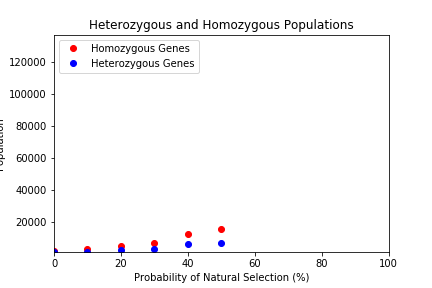 Heterozygous and Homozygous Populations
Homozygous Genes
Heterozygous Genes
120000
100000
80000
60000
40000
20000
Population
0 20 40 60 80 100
Probability of Natural Selection (%)